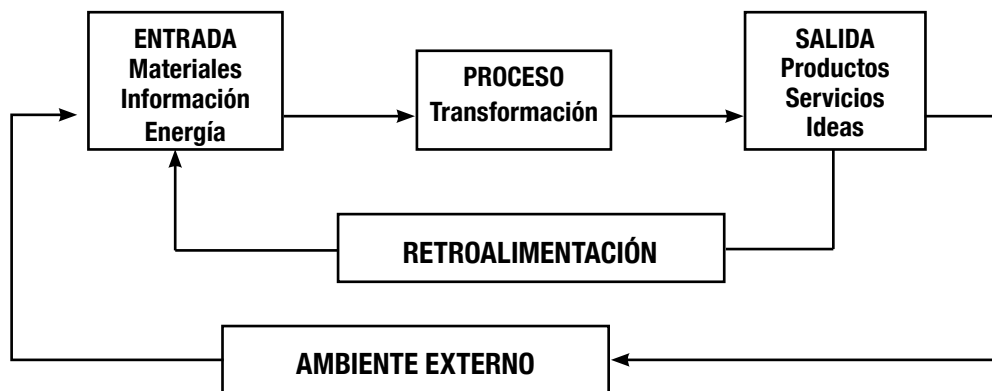 ENTRADA
Materiales
Información
Energía
PROCESO
Transformación
SALIDA
Productos
Servicios
Ideas
RETROALIMENTACIÓN
AMBIENTE EXTERNO